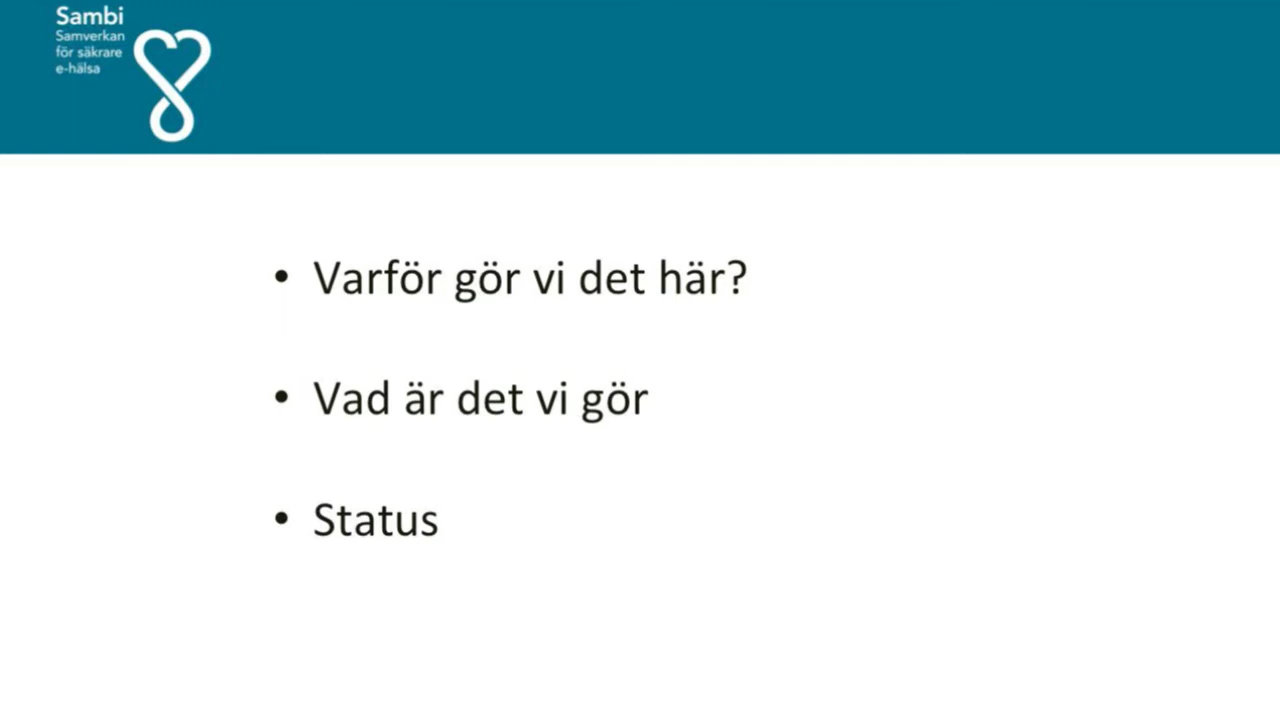 Sambi
Samverkan
för säkrare
e-hälsa
• Varför gör vi det här?
• Vad är det vi gör
• Status